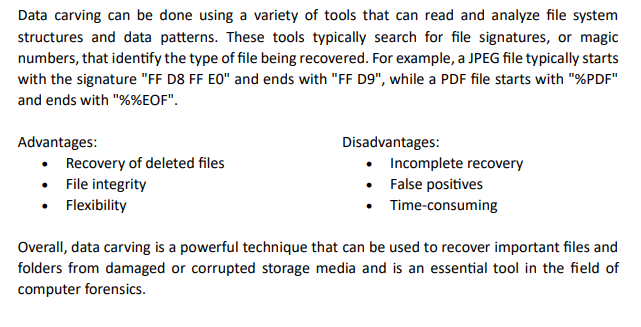 Data carving can be done using a variety of tools that can read and analyze file system
structures and data patterns. These tools typically search for file signatures, or magic
numbers, that identify the type of file being recovered. For example, a JPEG file typically starts
with the signature "FF D8 FF E0" and ends with "FF D9", while a PDF file starts with "%PDF"
and ends with "%%EOF".
Advantages:
• Recovery of deleted files
• File integrity
• Flexibility
Disadvantages:
• Incomplete recovery
• False positives
• Time-consuming
Overall, data carving is a powerful technique that can be used to recover important files and
folders from damaged or corrupted storage media and is an essential tool in the field of
computer forensics.